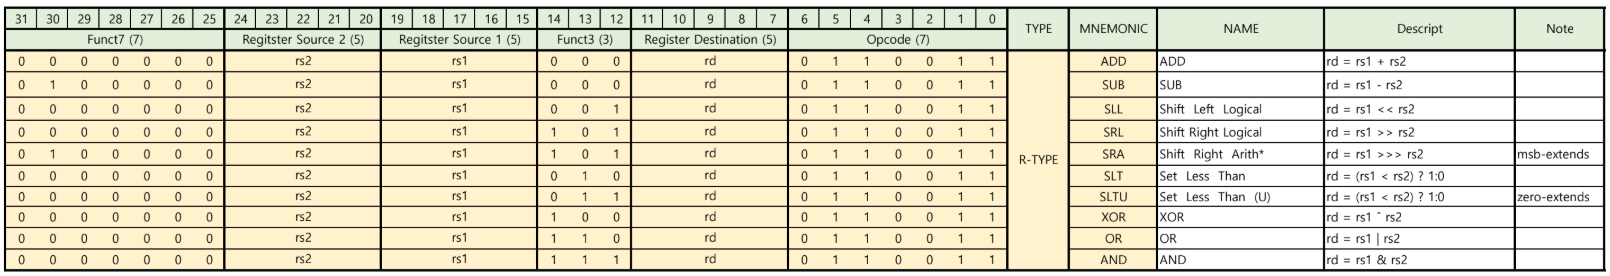 31 30 29 28 27 26 25 24 23 22 21 20 19 18 17 16 15 14 13 12 11 10 9 8 7 6 5 4 3 2 1 0 TYPE MNEMONIC NAME Descript Note
Funct7 (7) Regitster Source 2 (5) Regitster Source 1 (5) Funct3 (3) Register Destination (5) Opcode (7)
0 0 0 0 0 0 0 rs2 rs1 0 0 0 rd 0 1 1 0 0 1 1 ADD ADD rd = rs1 + rs2
0 1 0 0 0 0 0 rs2 rs1 0 0 0 rd 0 1 1 0 0 1 1 SUB SUB rd = rs1 - rs2
0 0 0 0 0 0 0 rs2 rs1 0 0 1 rd 0 1 1 0 0 1 1 SLL Shift Left Logical rd = rs1 << rs2
0 0 0 0 0 0 0 rs2 rs1 1 0 1 rd 0 1 1 0 0 1 1 SRL Shift Right Logical rd = rs1 >> rs2
0 1 0 0 0 0 0 rs2 rs1 1 0 1 rd 0 1 1 0 0 1 1 R-TYPE SRA Shift Right Arith* rd = rs1 >>> rs2 msb-extends
0 0 0 0 0 0 0 rs2 rs1 0 1 0 rd 0 1 1 0 0 1 1 SLT Set Less Than rd = (rs1 < rs2) ? 1:0
0 0 0 0 0 0 0 rs2 rs1 0 1 1 rd 0 1 1 0 0 1 1 SLTU Set Less Than (U) rd = (rs1 < rs2) ? 1:0 zero-extends
0 0 0 0 0 0 0 rs2 rs1 1 0 0 rd 0 1 1 0 0 1 1 XOR XOR rd = rs1 ^ rs2
0 0 0 0 0 0 0 rs2 rs1 1 1 0 rd 0 1 1 0 0 1 1 OR OR rd = rs1 | rs2
0 0 0 0 0 0 0 rs2 rs1 1 1 1 rd 0 1 1 0 0 1 1 AND AND rd = rs1 & rs2